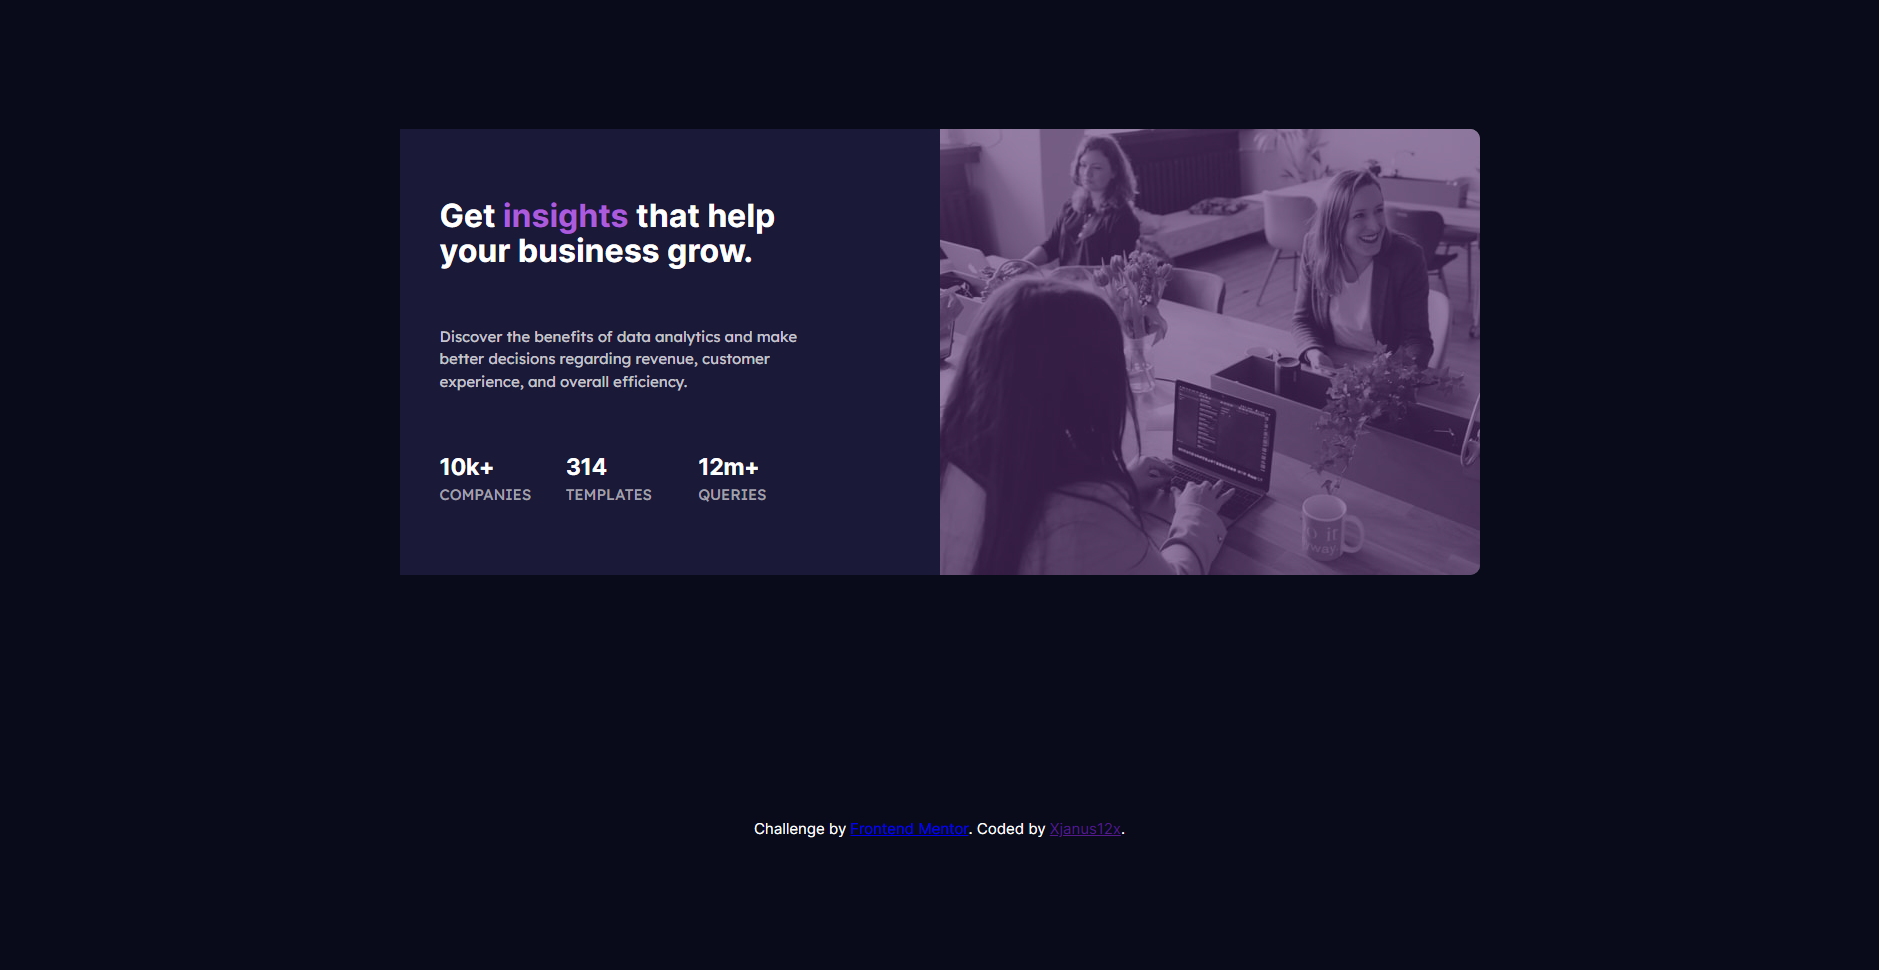 Get insights that help
your business grow.
Discover the benefits of data analytics and make
better decisions regarding revenue, customer
experience, and overall efficiency.
10k+ 314 12m+
COMPANIES TEMPLATES QUERIES
Challenge by Frontend Mentor. Coded by Xjanus12x.